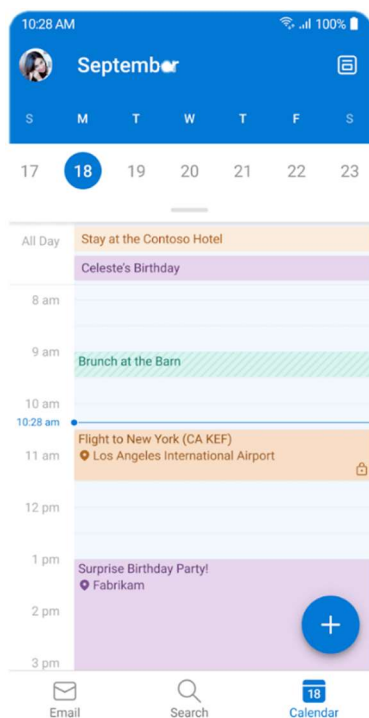 10:28 AM 100%
September
S M T W T F S
17 18 19 20 21 22 23
All Day
Stay at the Contoso Hotel
Celeste's Birthday
8 am
9 am
Brunch at the Barn
10 am
10:28 am
Flight to New York (CA KEF)
11 am
Los Angeles International Airport
12 pm
1 pm
Surprise Birthday Party!
Fabrikam
2 pm
+
3 pm
18
Email Search Calendar